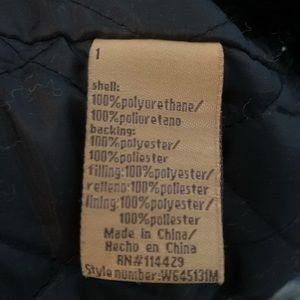 1
shell:
100%polyurethane/
100%poliuretano
backing:
100%polyester/
100%poliester
filling:100%polyester/
relleno:100%poliester
lining:100%polyester/
100%poliester
Made in China/
Hecho en China
RN#114429
Style number:W645131M